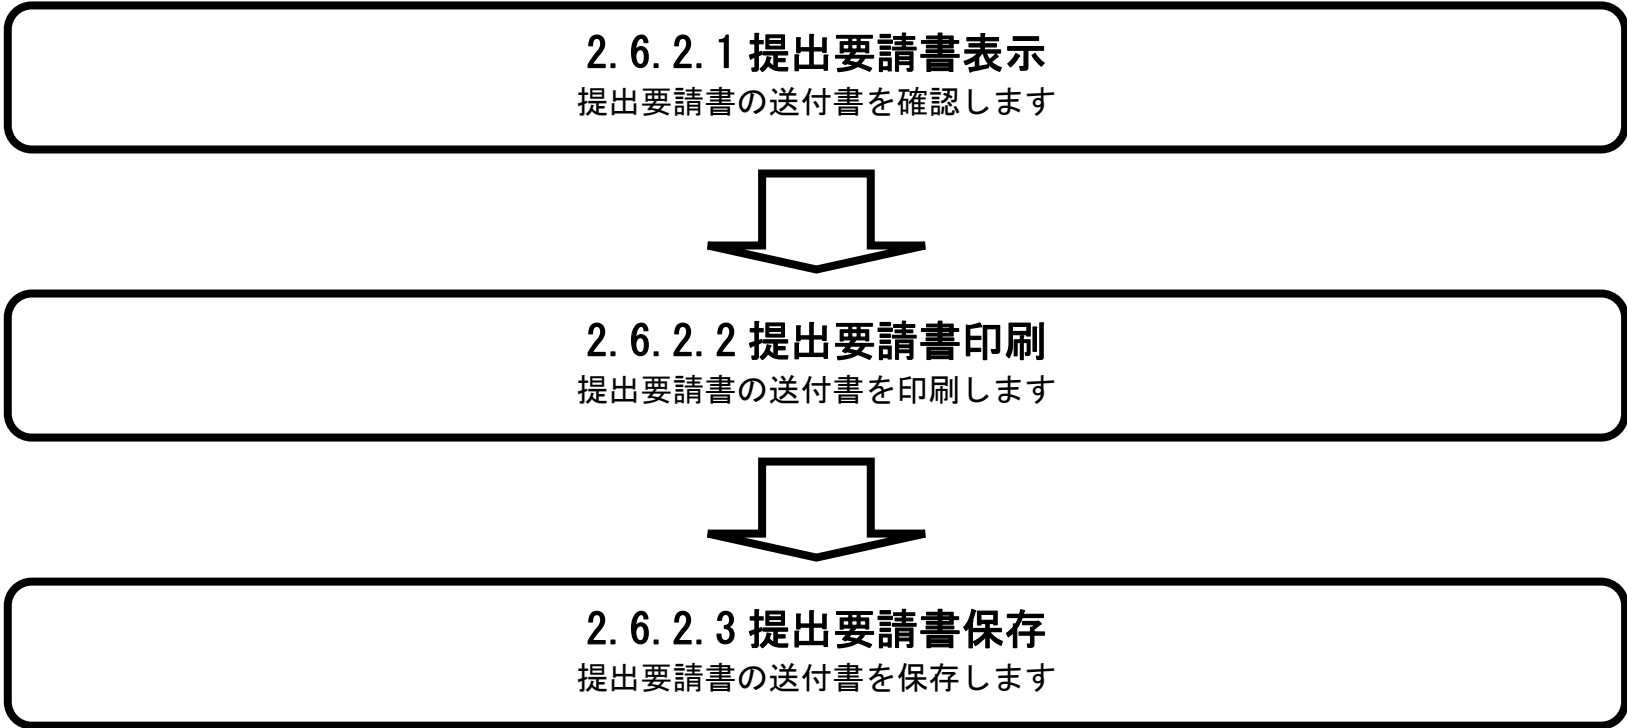 2.6.2.1提出要請書表示
提出要請書の送付書を確認します
2.6.2.2提出要請書印刷
提出要請書の送付書を印刷します
2.6.2.3提出要請書保存
提出要請書の送付書を保存します